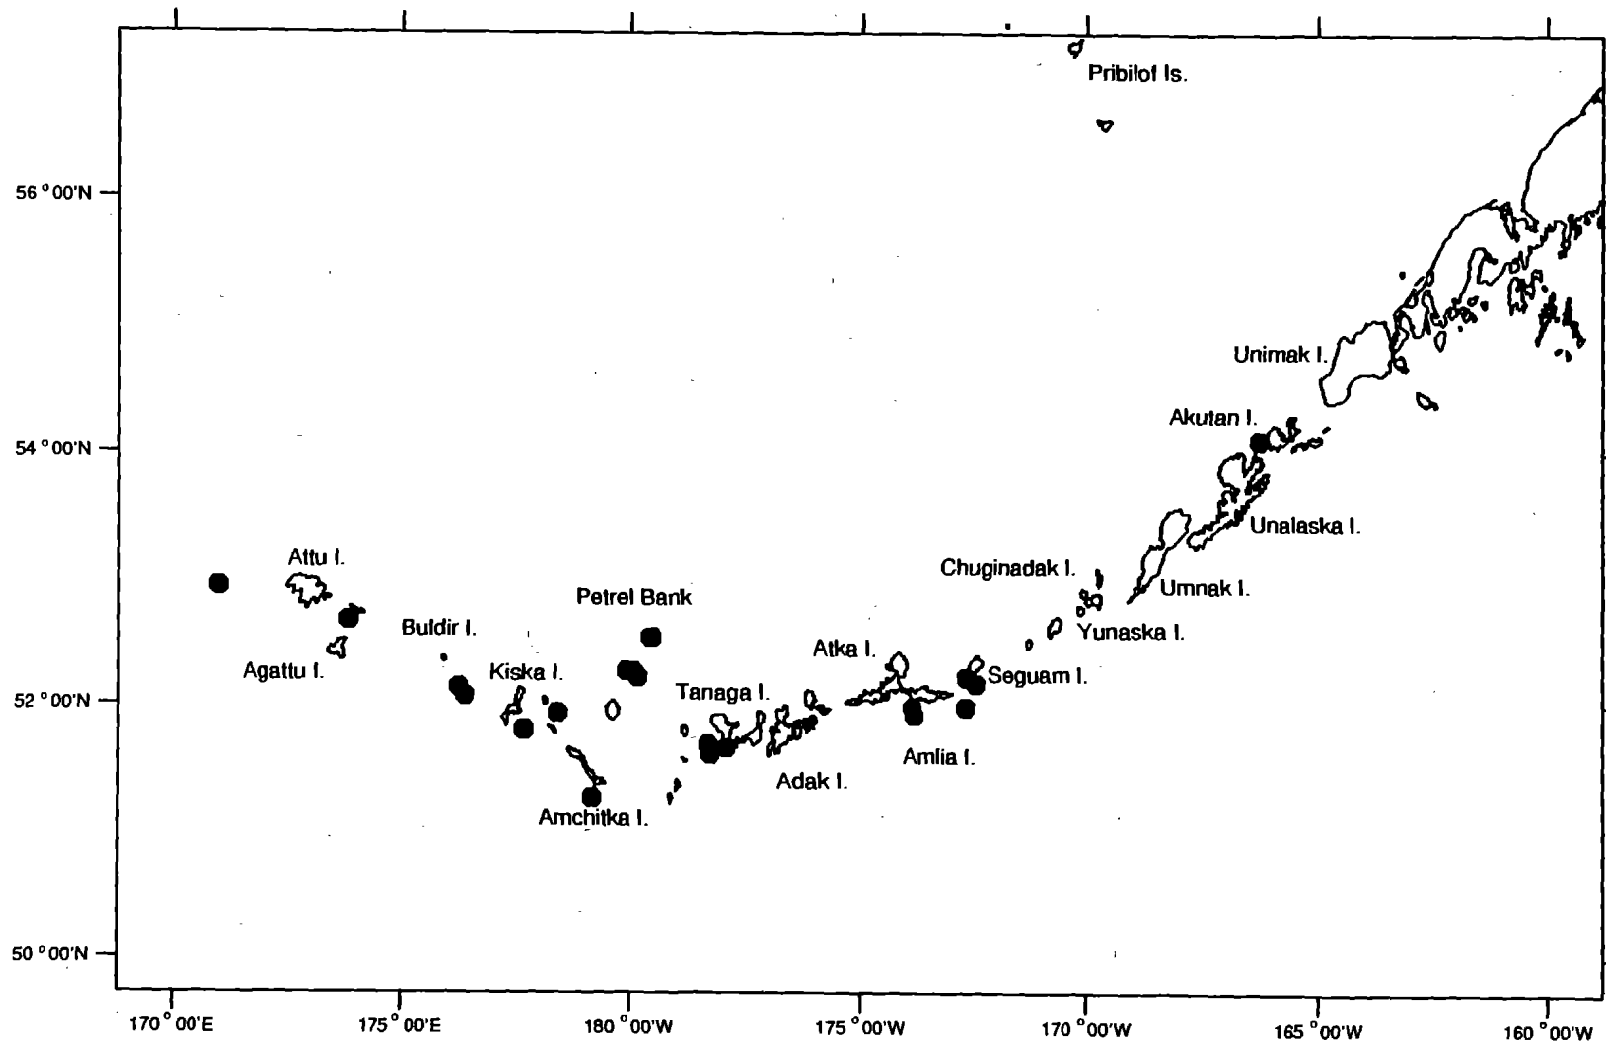 Pribilof Is.
56°00'N
Unimak I.
Akutan I.
54°00'N
Unalaska I.
Attu I.
Chuginadak I.
Umnak I.
Petrel Bank
Buldir I.
Yunaska I.
Atka I.
Agattu I.
Kiska I.
Seguam I.
52°00'N
Tanaga I.
Amlia I.
Adak I.
Amchitka I.
50°00'N
170°00'E 175°00'E 180°00'W 175°00'W 170°00'W 165°00'W 160°00'W